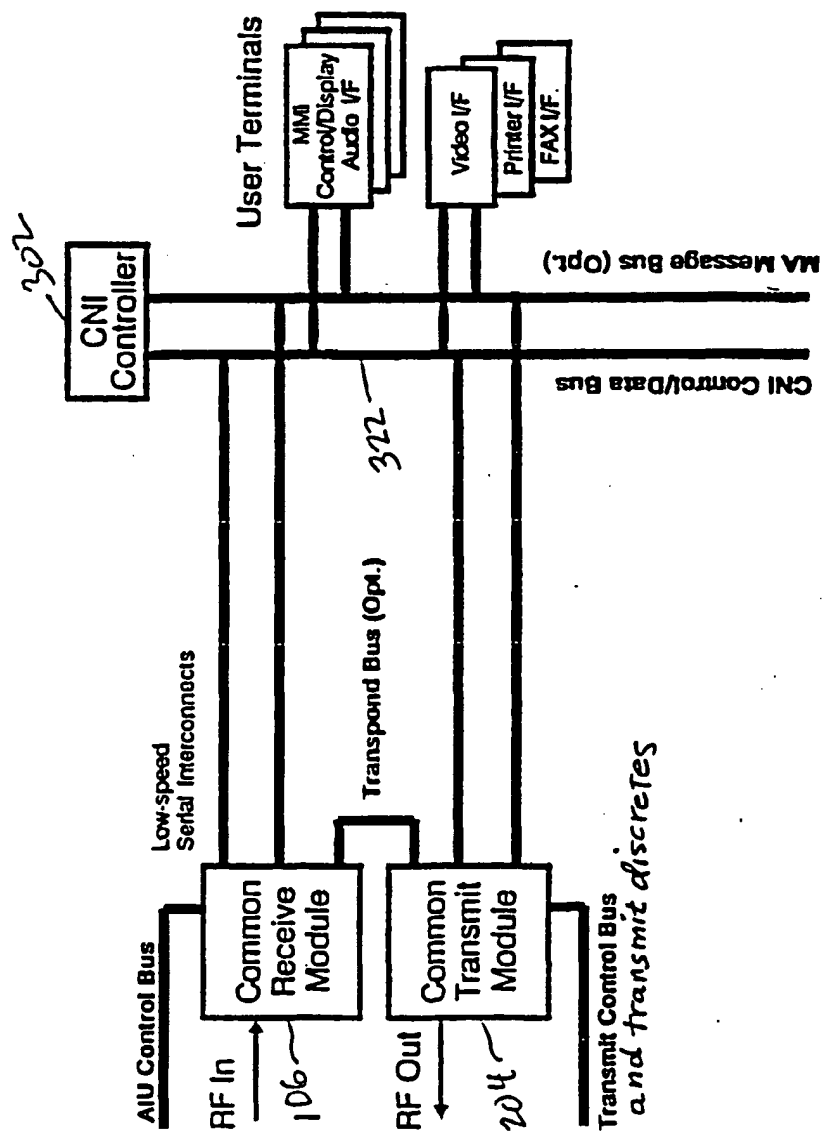 AIU Control Bus
RF In
106
Common
Receive
Module
RF Out
204
Common
Transmit
Module
Transmit Control Bus
and transmit discretes
Low-speed
Serial Interconnects
Transpond Bus (Opt.)
302
CNI
Controller
322
CNI Control/Data Bus
MA Message Bus (Opt.)
User Terminals
MMI
Control/Display
Audio I/F
Video I/F
Printer I/F
FAX I/F.